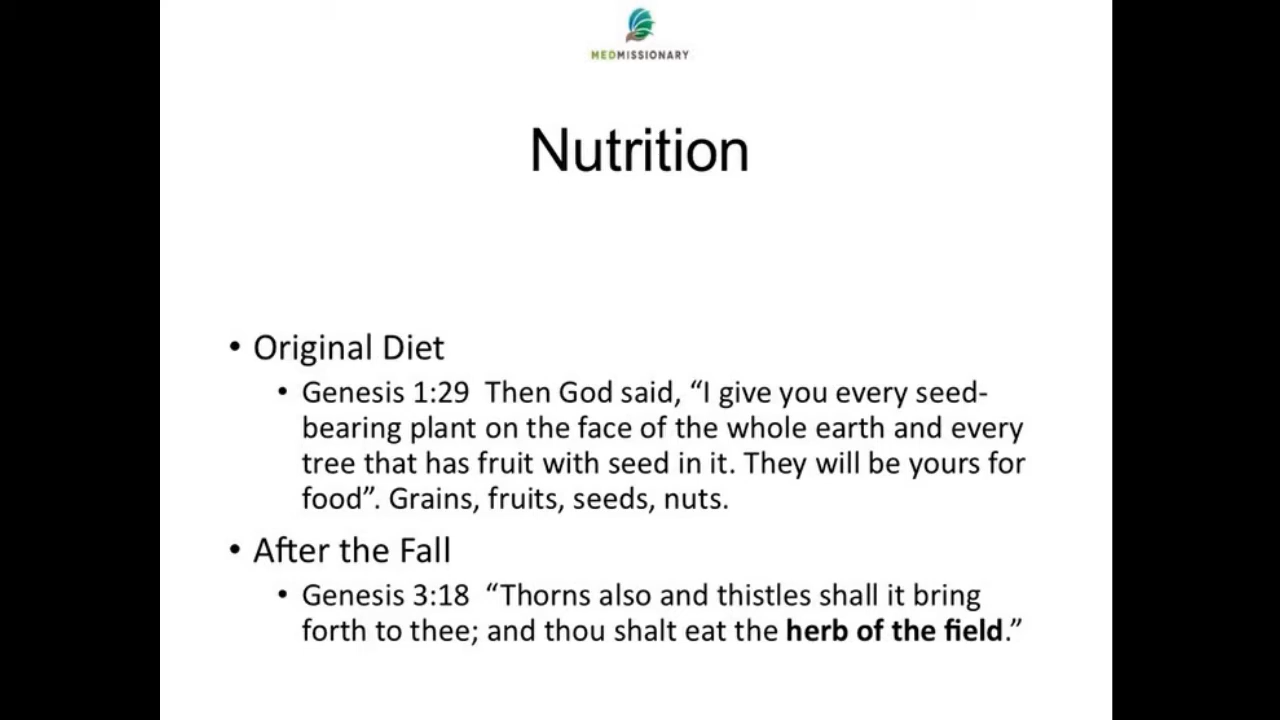 MEDMISSIONARY
Nutrition
• Original Diet
• Genesis 1:29 Then God said, “I give you every seed-
bearing plant on the face of the whole earth and every
tree that has fruit with seed in it. They will be yours for
food”. Grains, fruits, seeds, nuts.
• After the Fall
• Genesis 3:18 “Thorns also and thistles shall it bring
forth to thee; and thou shalt eat the herb of the field.”